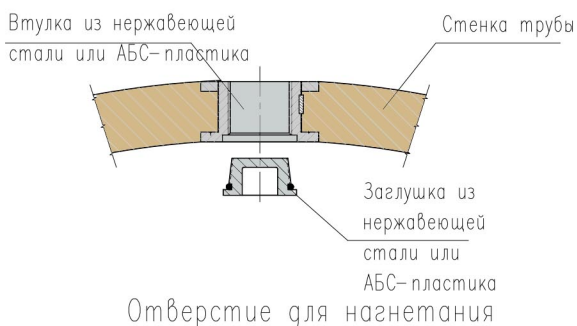 Втулка из нержавеющей
стали или АБС-пластика
Стенка трубы
Заглушка из
нержавеющей
стали или
АБС-пластика
Отверстие для нагнетания